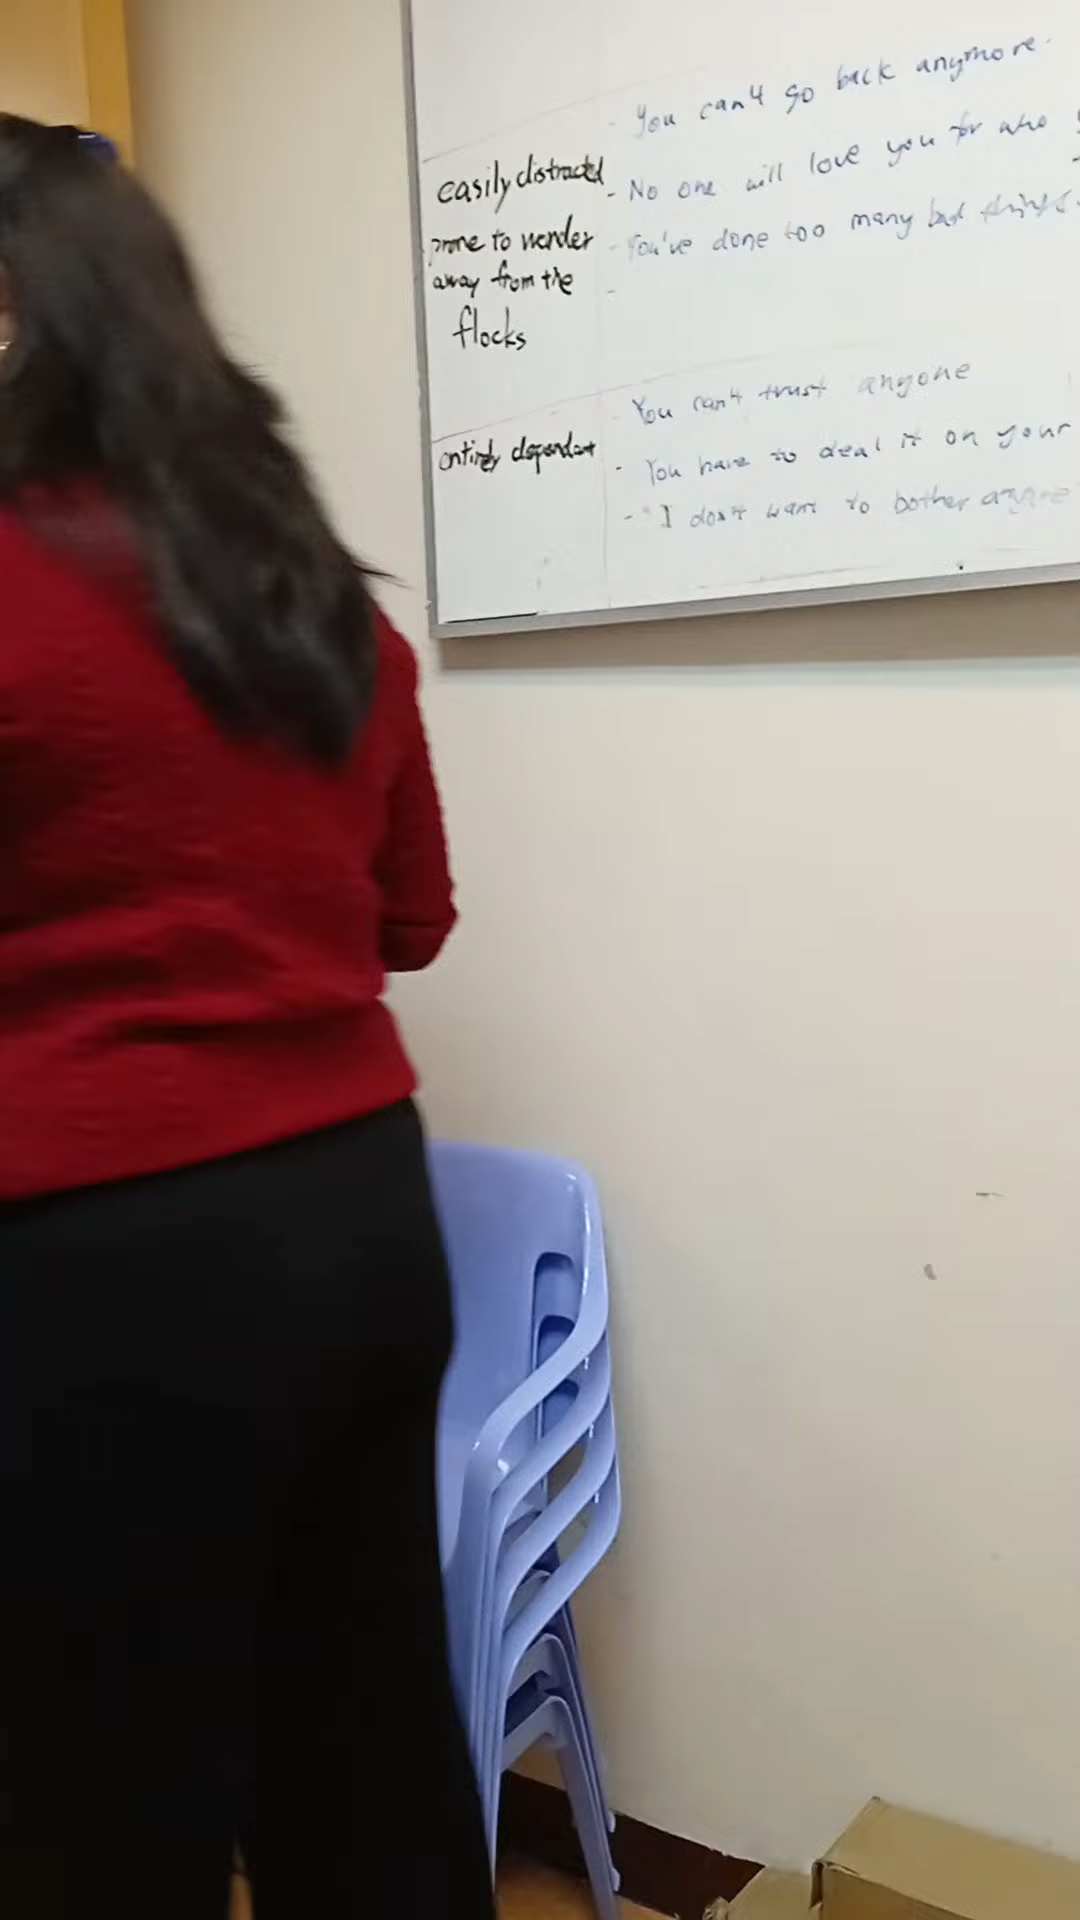 You can't go back anymore.
easily distracted
- No one will love you for who
prone to wander
- You've done too many bad things.
away from the
-
flocks
You can't trust anyone
entirely dependant
- You have to deal it on your
- "I don't want to bother anyone"